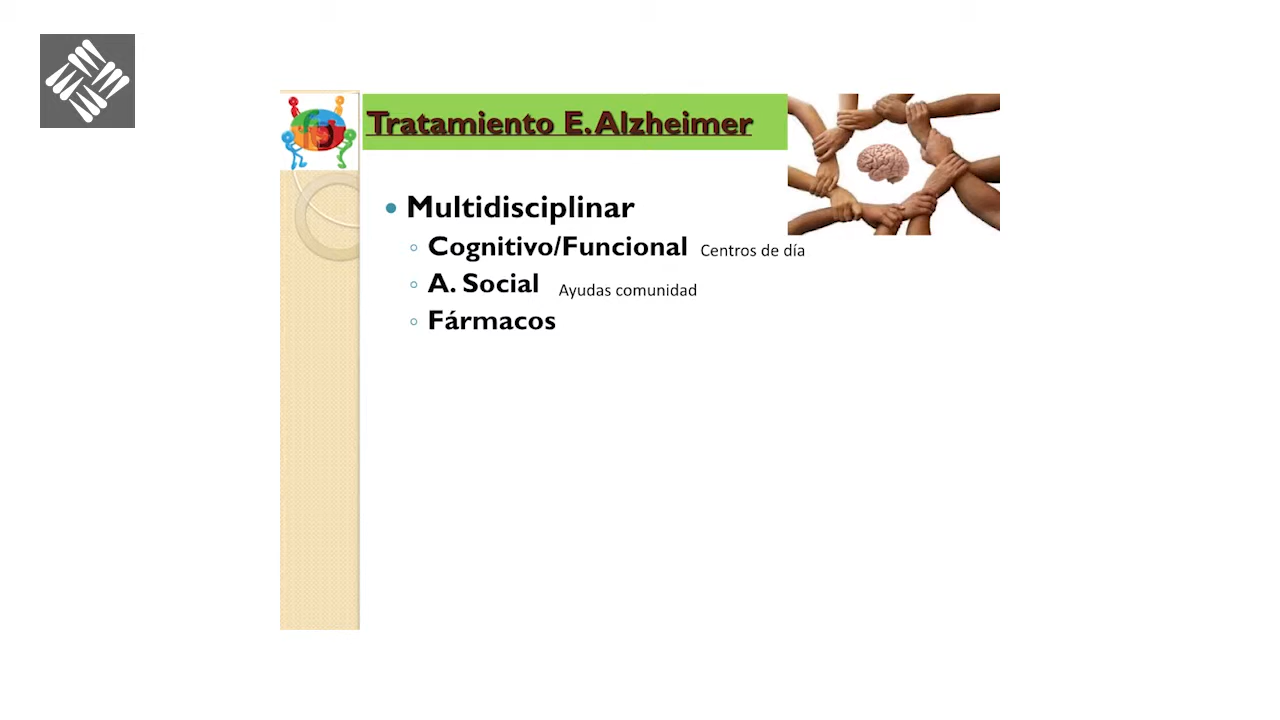 Tratamiento E. Alzheimer
Multidisciplinar
Cognitivo/Funcional Centros de día
A. Social Ayudas comunidad
Fármacos